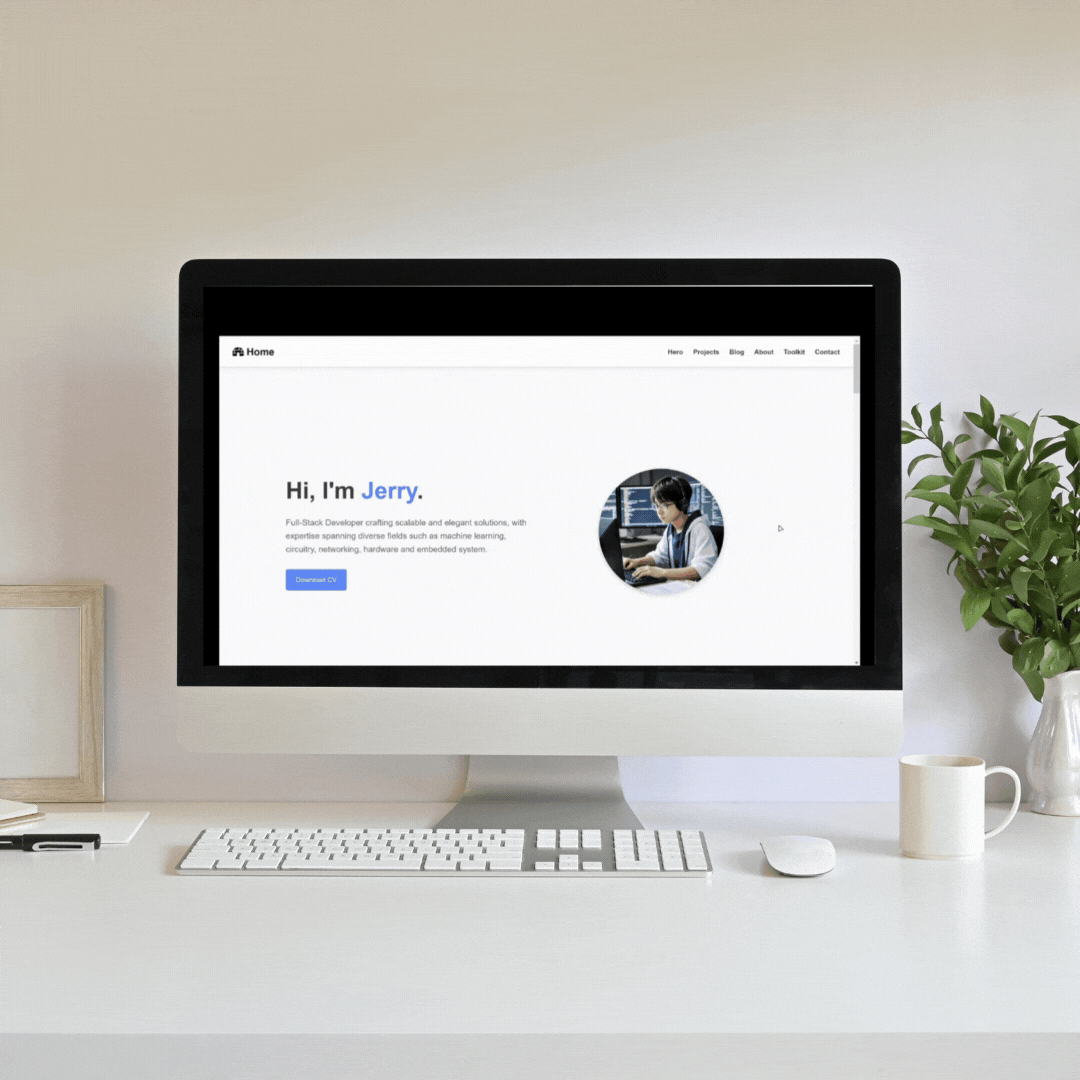 Home
Hero Projects Blog About Toolkit Contact
Hi, I'm Jerry.
Full-Stack Developer crafting scalable and elegant solutions, with
expertise spanning diverse fields such as machine learning,
circuitry, networking, hardware and embedded system.
Download CV